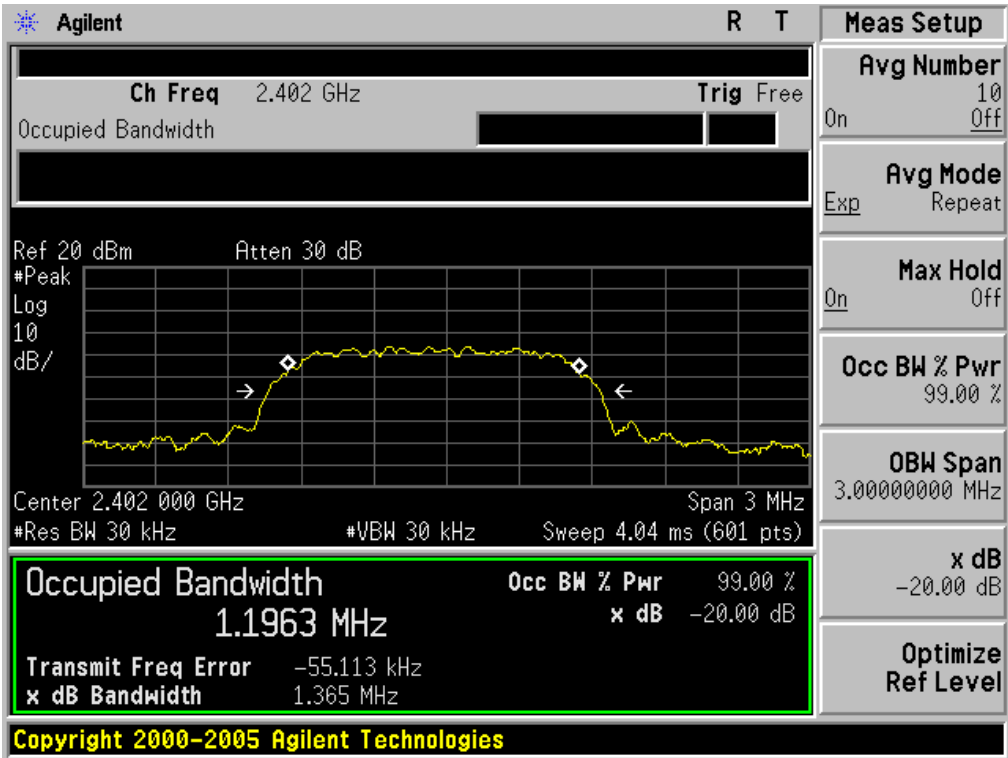 Agilent R T
Ch Freq 2.402 GHz Trig Free
Occupied Bandwidth
Ref 20 dBm Atten 30 dB
#Peak
Log
10
dB/
Center 2.402 000 GHz Span 3 MHz
#Res BW 30 kHz #VBW 30 kHz Sweep 4.04 ms (601 pts)
Occupied Bandwidth Occ BW % Pwr 99.00 %
1.1963 MHz x dB -20.00 dB
Transmit Freq Error -55.113 kHz
x dB Bandwidth 1.365 MHz
Copyright 2000-2005 Agilent Technologies
Meas Setup
Avg Number
10
On Off
Avg Mode
Exp Repeat
Max Hold
On Off
Occ BW % Pwr
99.00 %
OBW Span
3.00000000 MHz
x dB
-20.00 dB
Optimize
Ref Level